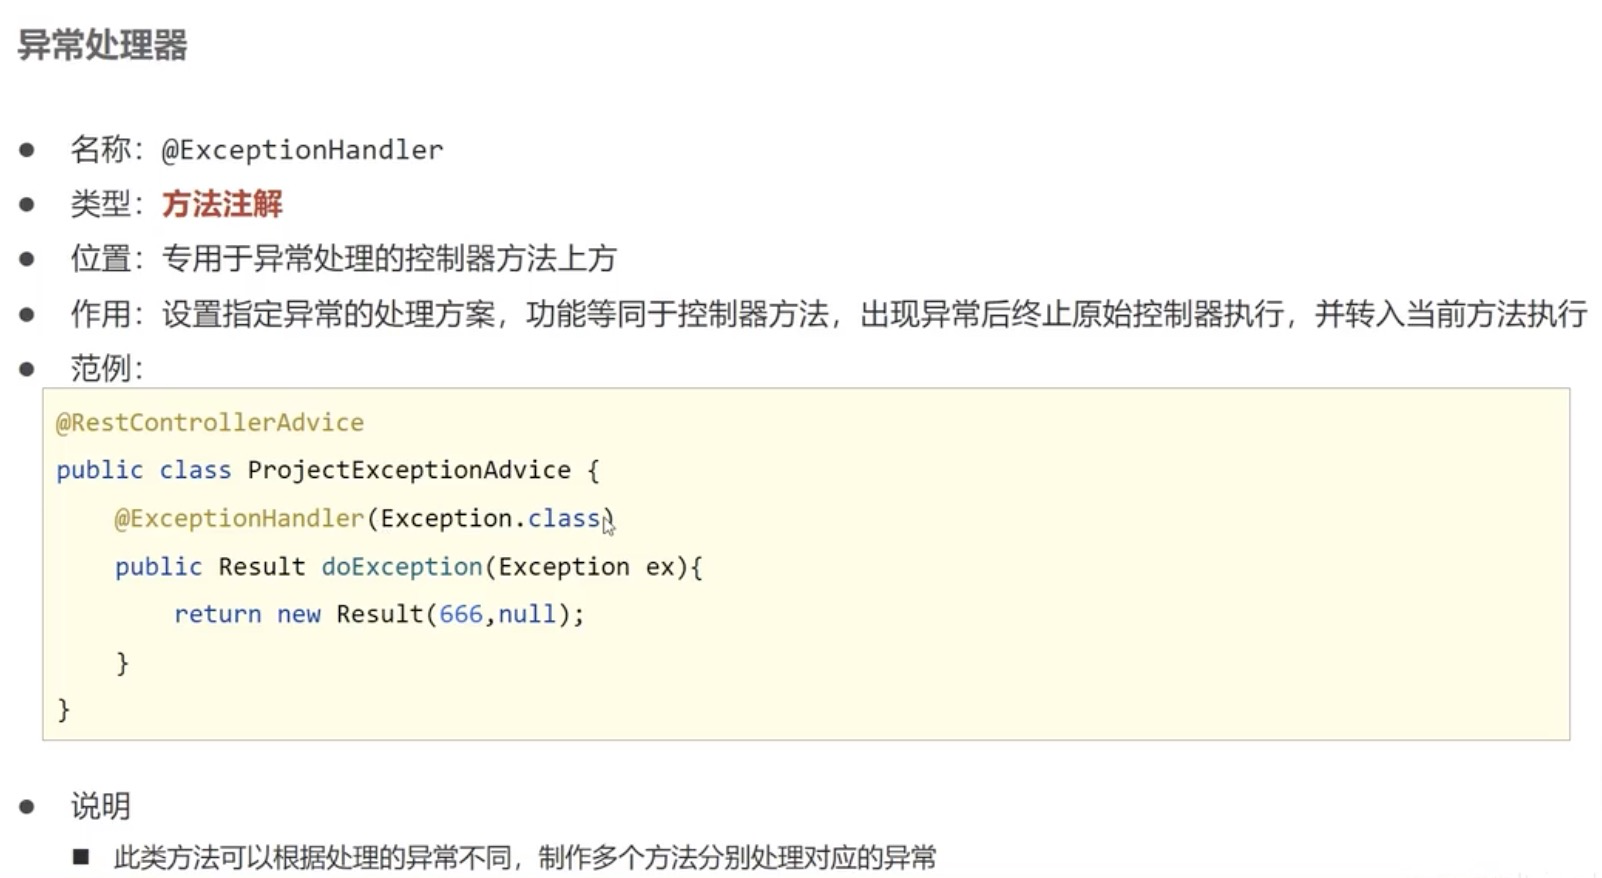 异常处理器
● 名称：@ExceptionHandler
● 类型：方法注解
● 位置：专用于异常处理的控制器方法上方
● 作用：设置指定异常的处理方案，功能等同于控制器方法，出现异常后终止原始控制器执行，并转入当前方法执行
● 范例：
@RestControllerAdvice
public class ProjectExceptionAdvice {
    @ExceptionHandler(Exception.class)
    public Result doException(Exception ex){
        return new Result(666,null);
    }
}
● 说明
■ 此类方法可以根据处理的异常不同，制作多个方法分别处理对应的异常